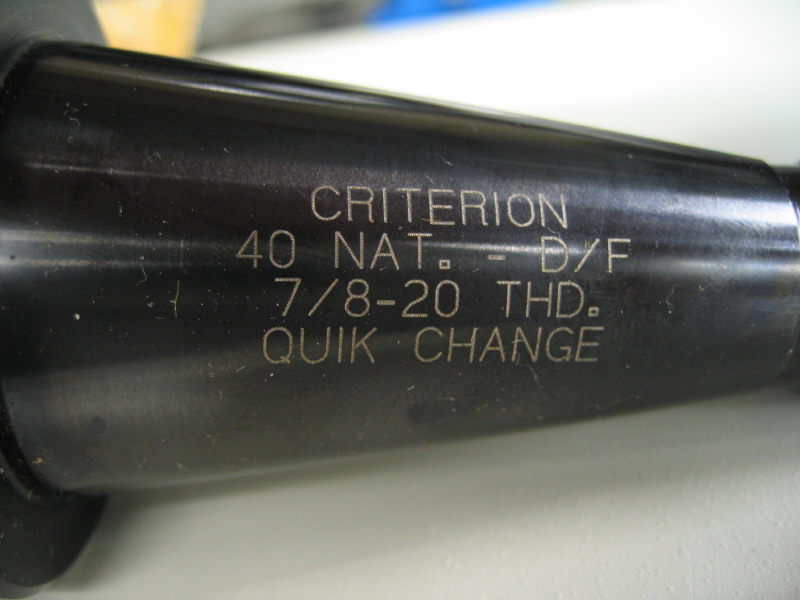 CRITERION
40 NAT. - D/F
7/8-20 THD.
QUIK CHANGE